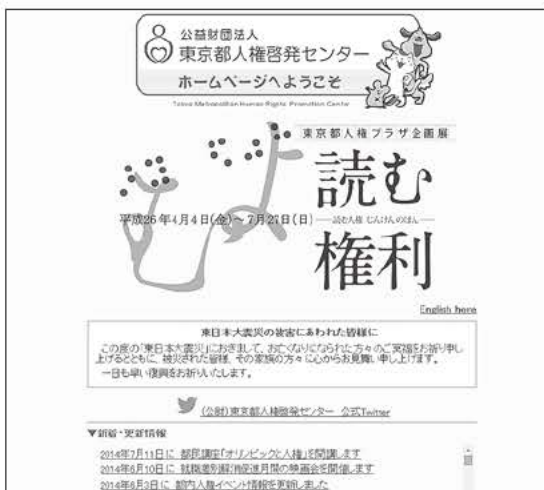 公益財団法人
東京都人権啓発センター
ホームページへようこそ
Tokyo Metropolitan Human Rights Promotion Center
東京都人権プラザ企画展
読む
平成26年4月4日(金)～7月27日(日)
読む人権 じんけんのほん
権利
English here
東日本大震災の被害にあわれた皆様に
この度の「東日本大震災」におきまして、お亡くなりになられた方々のご冥福をお祈り申し
上げるとともに、被災された皆様、その家族の方々に心からお見舞い申し上げます。
一日も早い復興をお祈りいたします。
(公財)東京都人権啓発センター 公式Twitter
▼新着・更新情報
2014年7月11日に 都民講座「オリンピックと人権」を開講します
2014年6月10日に 就職差別解消促進月間の映画会を開催します
2014年6月3日に 都内人権イベント情報を更新しました